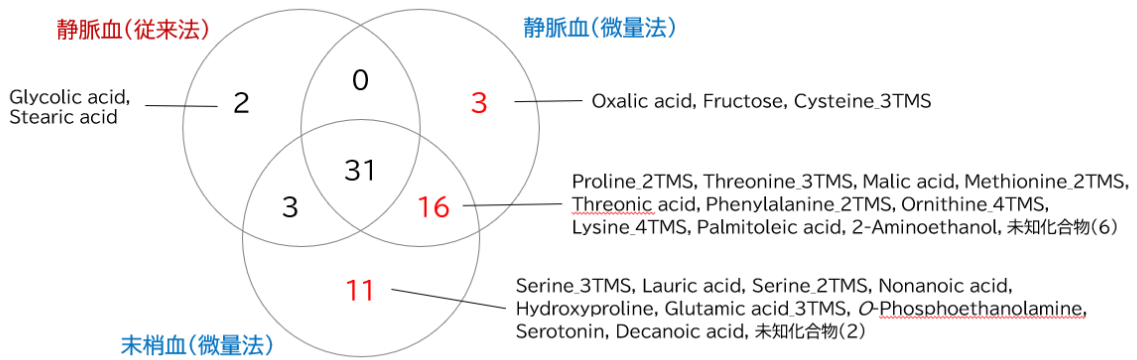 静脈血(従来法)
静脈血(微量法)
0
2
3
Glycolic acid,
Stearic acid
Oxalic acid, Fructose, Cysteine_3TMS
31
3
16
Proline_2TMS, Threonine_3TMS, Malic acid, Methionine_2TMS,
Threonic acid, Phenylalanine_2TMS, Ornithine_4TMS,
Lysine_4TMS, Palmitoleic acid, 2-Aminoethanol, 未知化合物(6)
11
Serine_3TMS, Lauric acid, Serine_2TMS, Nonanoic acid,
Hydroxyproline, Glutamic acid_3TMS, O-Phosphoethanolamine,
Serotonin, Decanoic acid, 未知化合物(2)
末梢血(微量法)